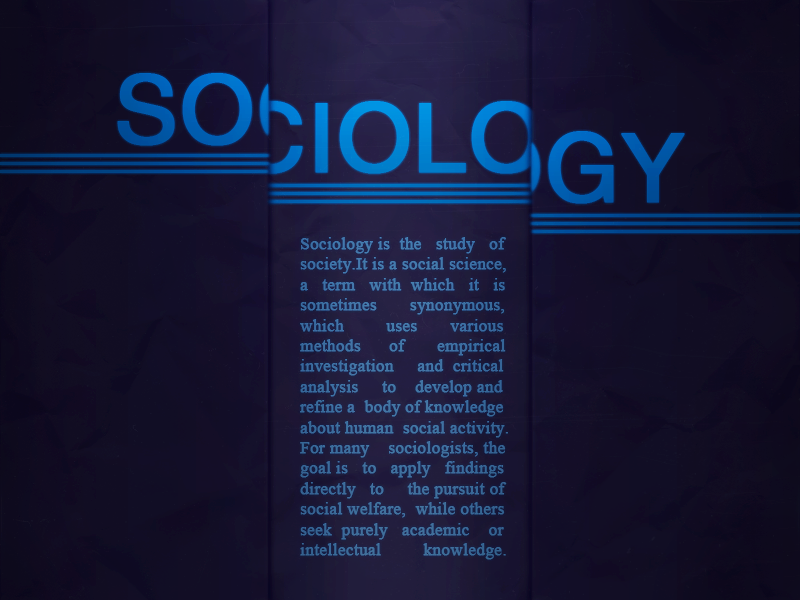 SOCIOLOGY
Sociology is the study of
society.It is a social science,
a term with which it is
sometimes synonymous,
which uses various
methods of empirical
investigation and critical
analysis to develop and
refine a body of knowledge
about human social activity.
For many sociologists, the
goal is to apply findings
directly to the pursuit of
social welfare, while others
seek purely academic or
intellectual knowledge.